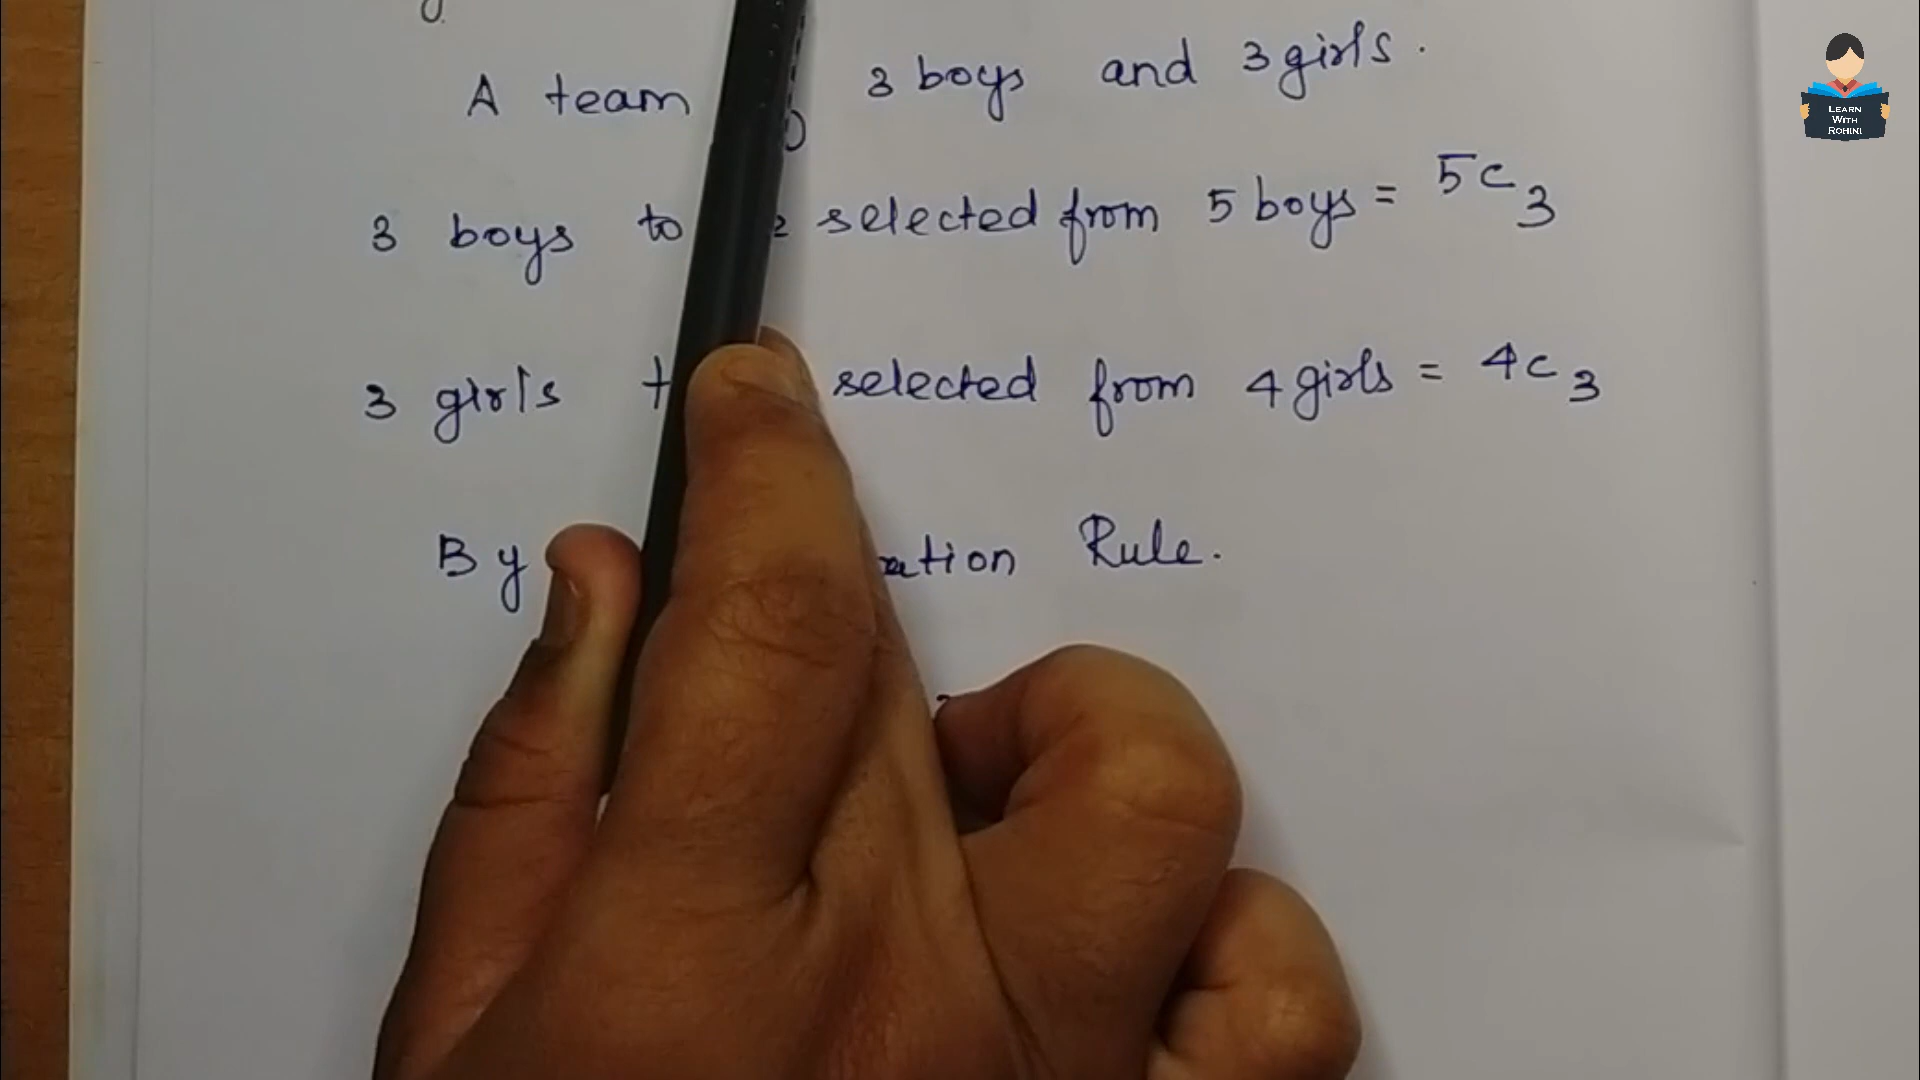 A team 3 boys and 3 girls.
LEARN
WITH
ROHINI
3 boys to selected from 5 boys = 5C3
3 girls selected from 4 girls = 4C3
By Rule.